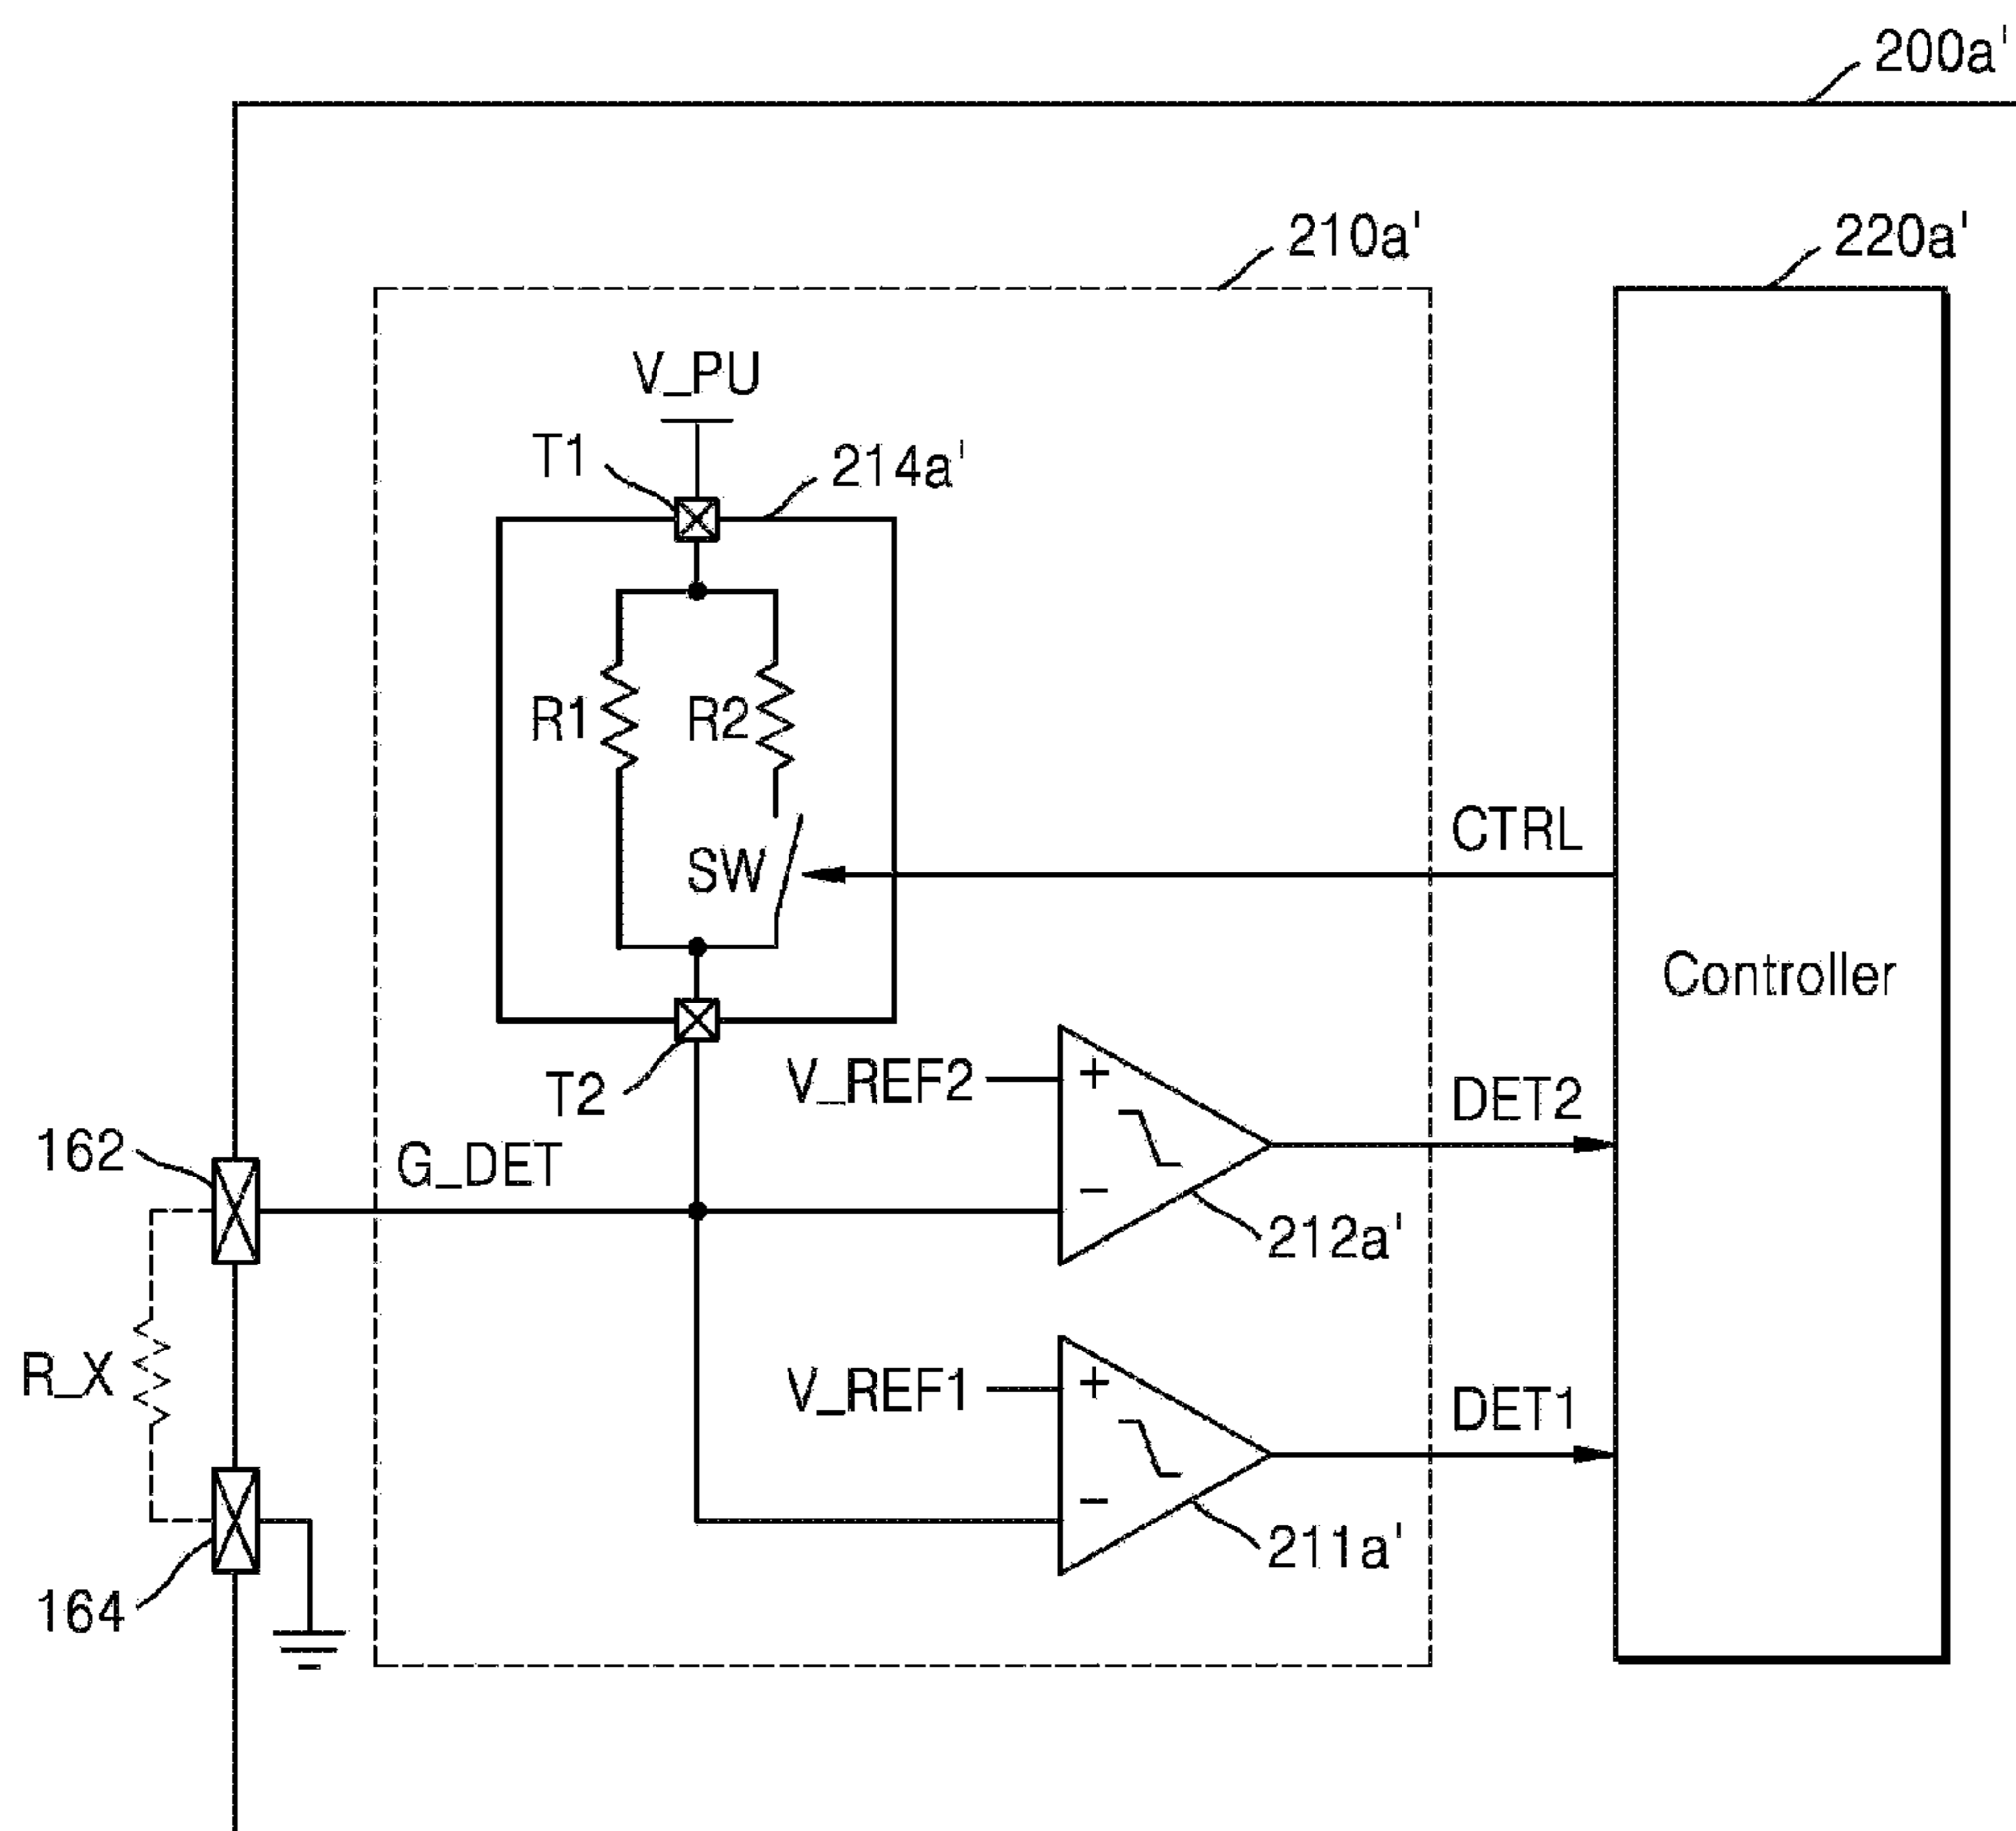 200a'
210a'
220a'
V_PU
T1
214a'
R1
R2
CTRL
SW
Controller
T2
V_REF2
+
DET2
162
G_DET
−
212a'
R_X
V_REF1
+
DET1
−
211a'
164